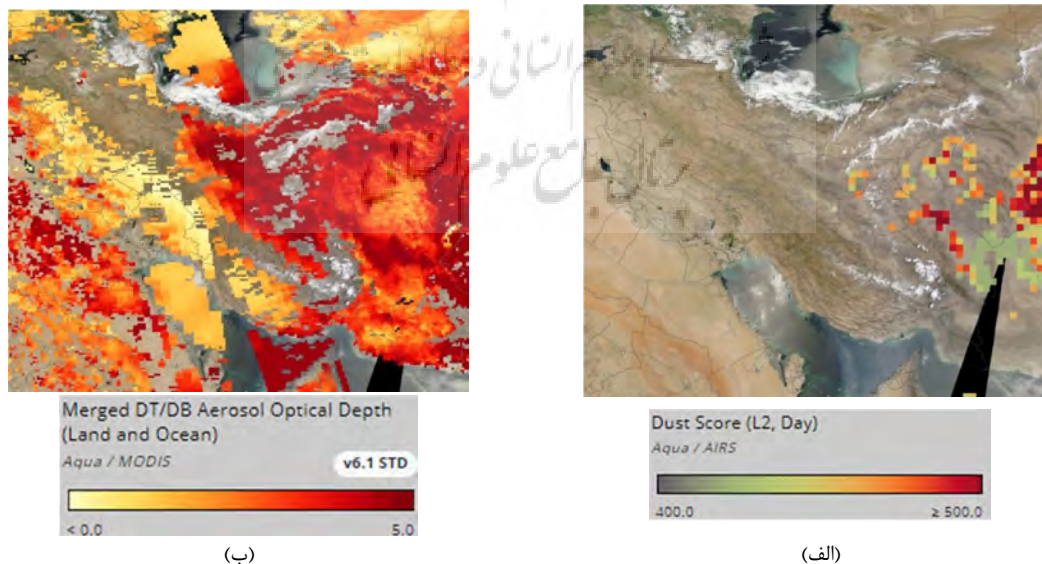 Merged DT/DB Aerosol Optical Depth
(Land and Ocean)
Aqua / MODIS
v6.1 STD
< 0.0
5.0
(ب)
Dust Score (L2, Day)
Aqua / AIRS
400.0
≥ 500.0
(الف)